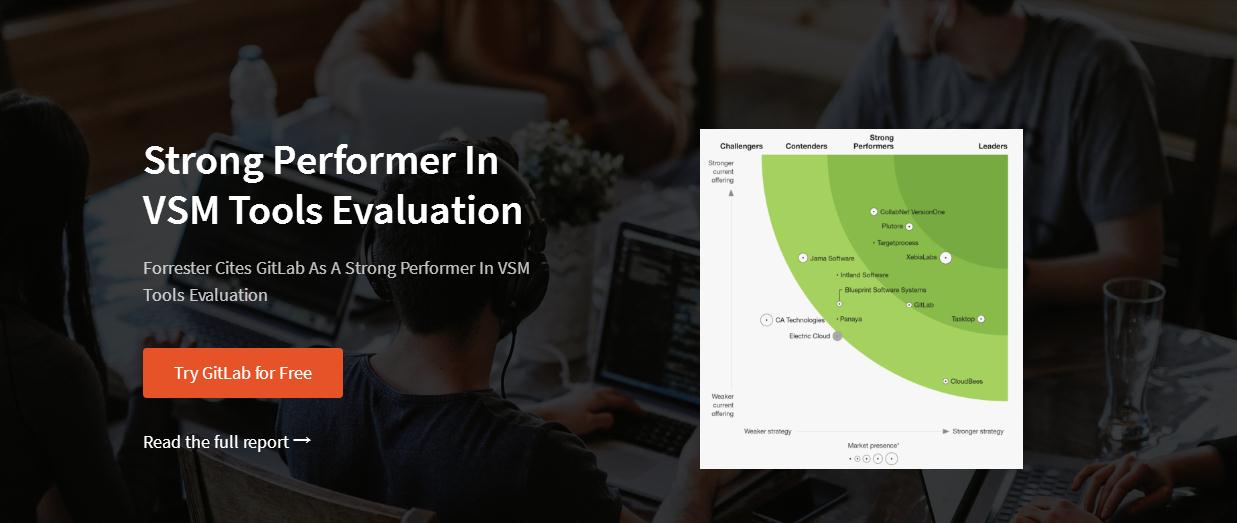 Strong Performer In
VSM Tools Evaluation
Forrester Cites GitLab As A Strong Performer In VSM
Tools Evaluation
Try GitLab for Free
Read the full report →
Challengers
Contenders
Strong
Performers
Leaders
Stronger
current
offering
CollabNet VersionOne
Plutora
Targetprocess
Jama Software
XebiaLabs
Intland Software
Blueprint Software Systems
GitLab
CA Technologies
Panaya
Tasktop
Electric Cloud
CloudBees
Weaker
current
offering
Weaker strategy
Stronger strategy
Market presence*